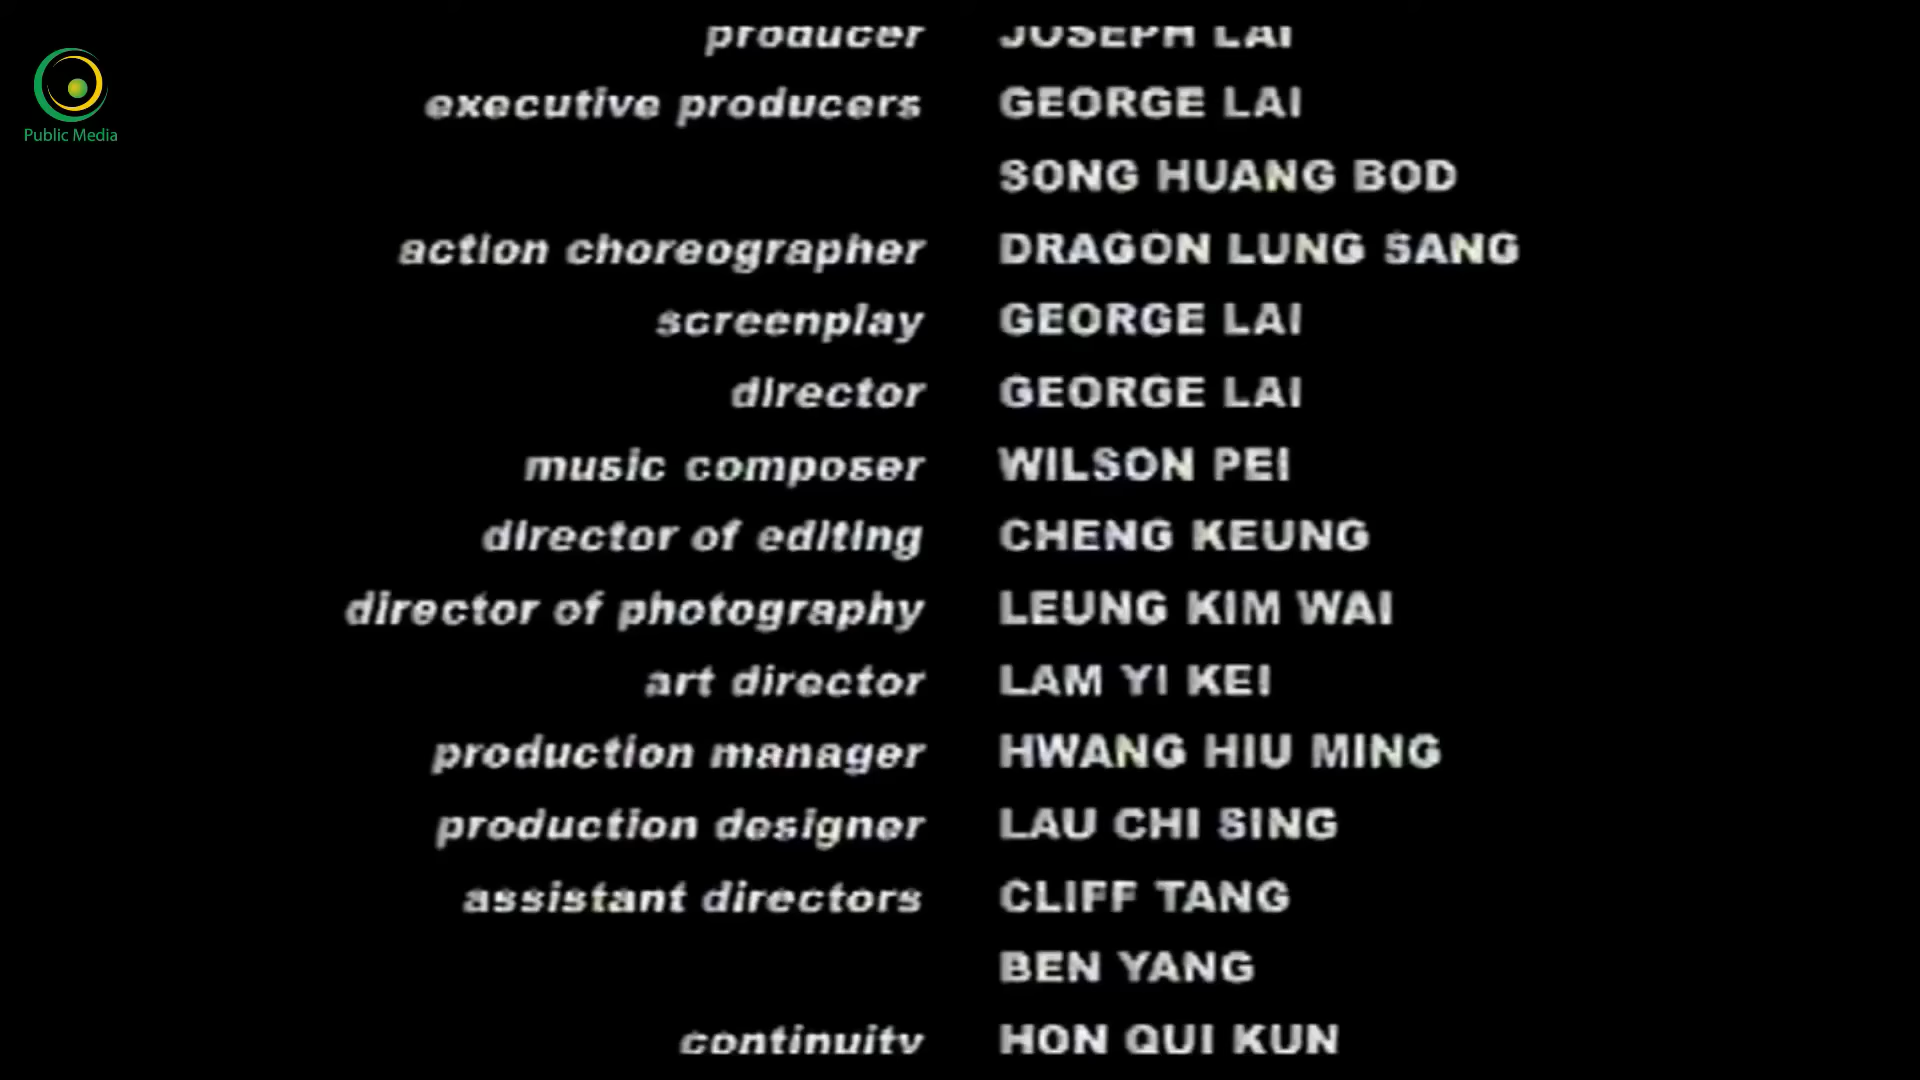 producer JOSEPH LAI
Public Media
executive producers GEORGE LAI
SONG HUANG BOD
action choreographer DRAGON LUNG SANG
screenplay GEORGE LAI
director GEORGE LAI
music composer WILSON PEI
director of editing CHENG KEUNG
director of photography LEUNG KIM WAI
art director LAM YI KEI
production manager HWANG HIU MING
production designer LAU CHI SING
assistant directors CLIFF TANG
BEN YANG
continuity HON QUI KUN